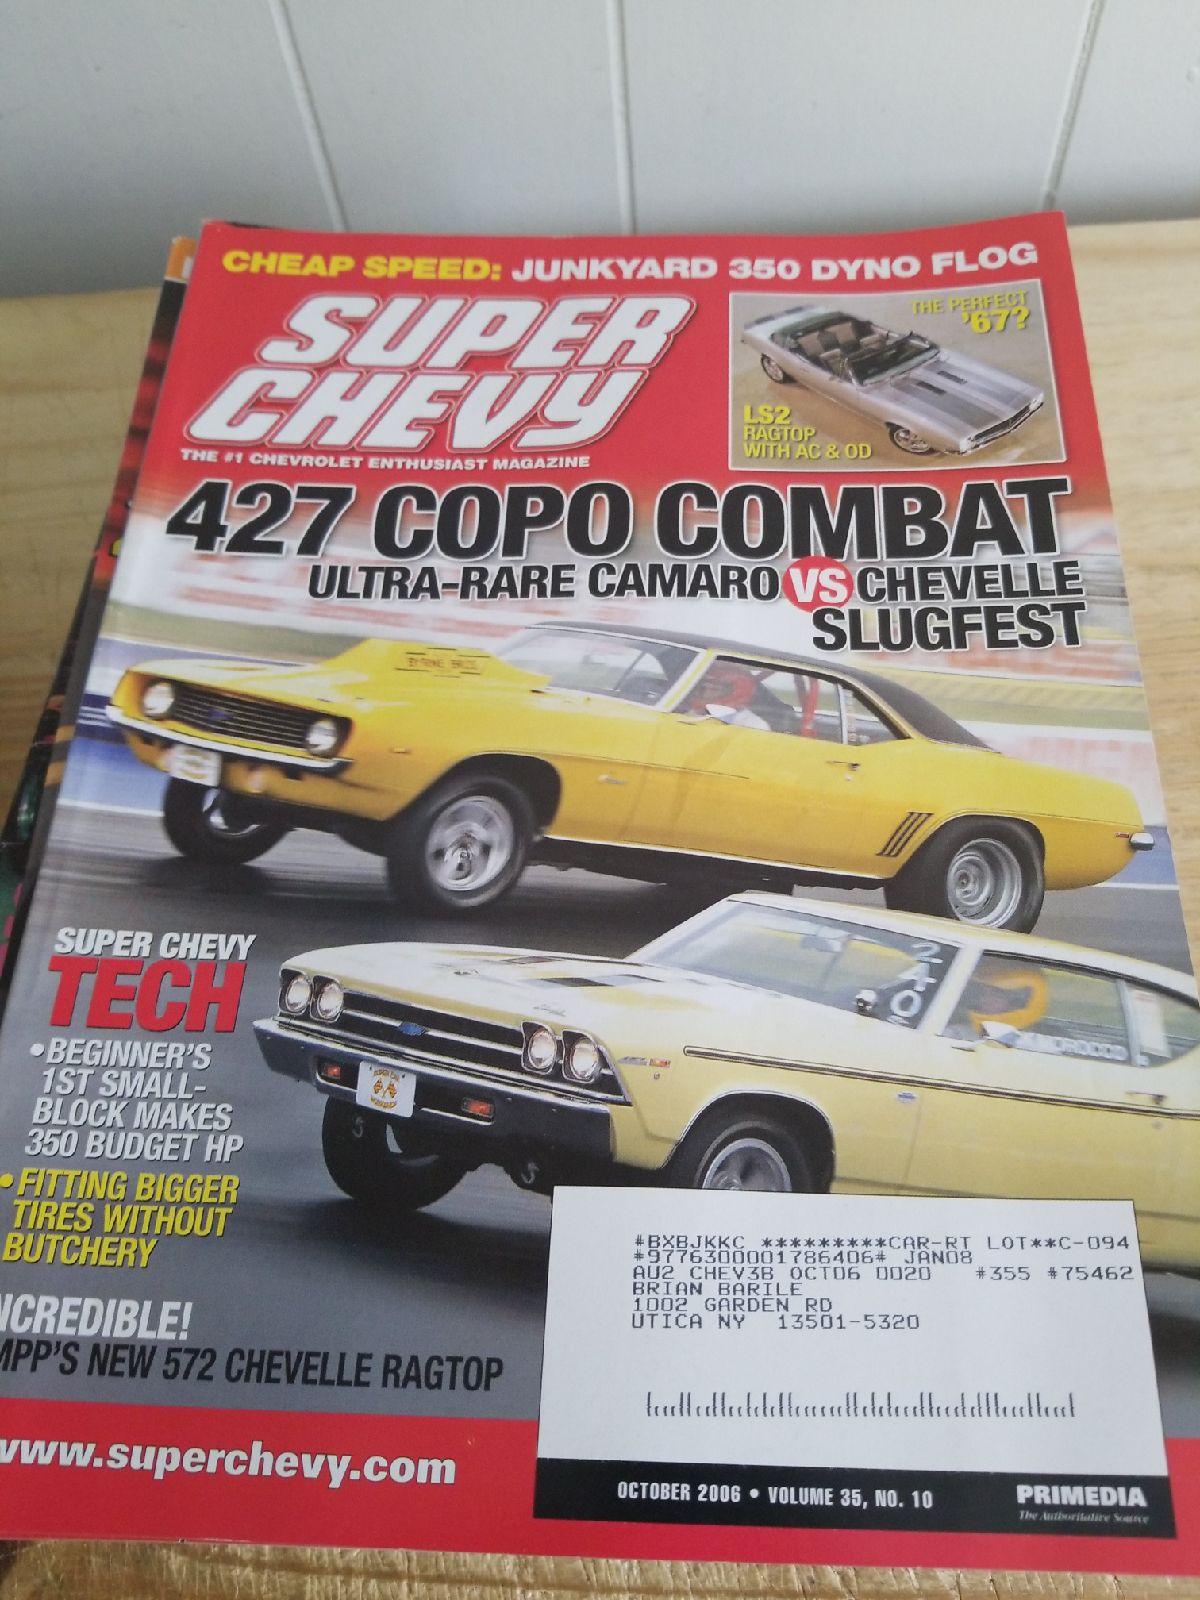 CHEAP SPEED: JUNKYARD 350 DYNO FLOG
SUPER
CHEVY
THE #1 CHEVROLET ENTHUSIAST MAGAZINE
THE PERFECT
'67?
LS2
RAGTOP
WITH AC & OD
427 COPO COMBAT
ULTRA-RARE CAMARO VS CHEVELLE
SLUGFEST
BYRNE BROS
SUPER CHEVY
TECH
•BEGINNER'S
1ST SMALL-
BLOCK MAKES
350 BUDGET HP
•FITTING BIGGER
TIRES WITHOUT
BUTCHERY
NCREDIBLE!
MPP'S NEW 572 CHEVELLE RAGTOP
www.superchevy.com
#BXBJKKC *********CAR-RT LOT**C-094
#9776300001786406# JAN08
AU2 CHEV3B OCT06 0020 #355 #75462
BRIAN BARILE
1002 GARDEN RD
UTICA NY 13501-5320
OCTOBER 2006 • VOLUME 35, NO. 10
PRIMEDIA
The Authoritative Source